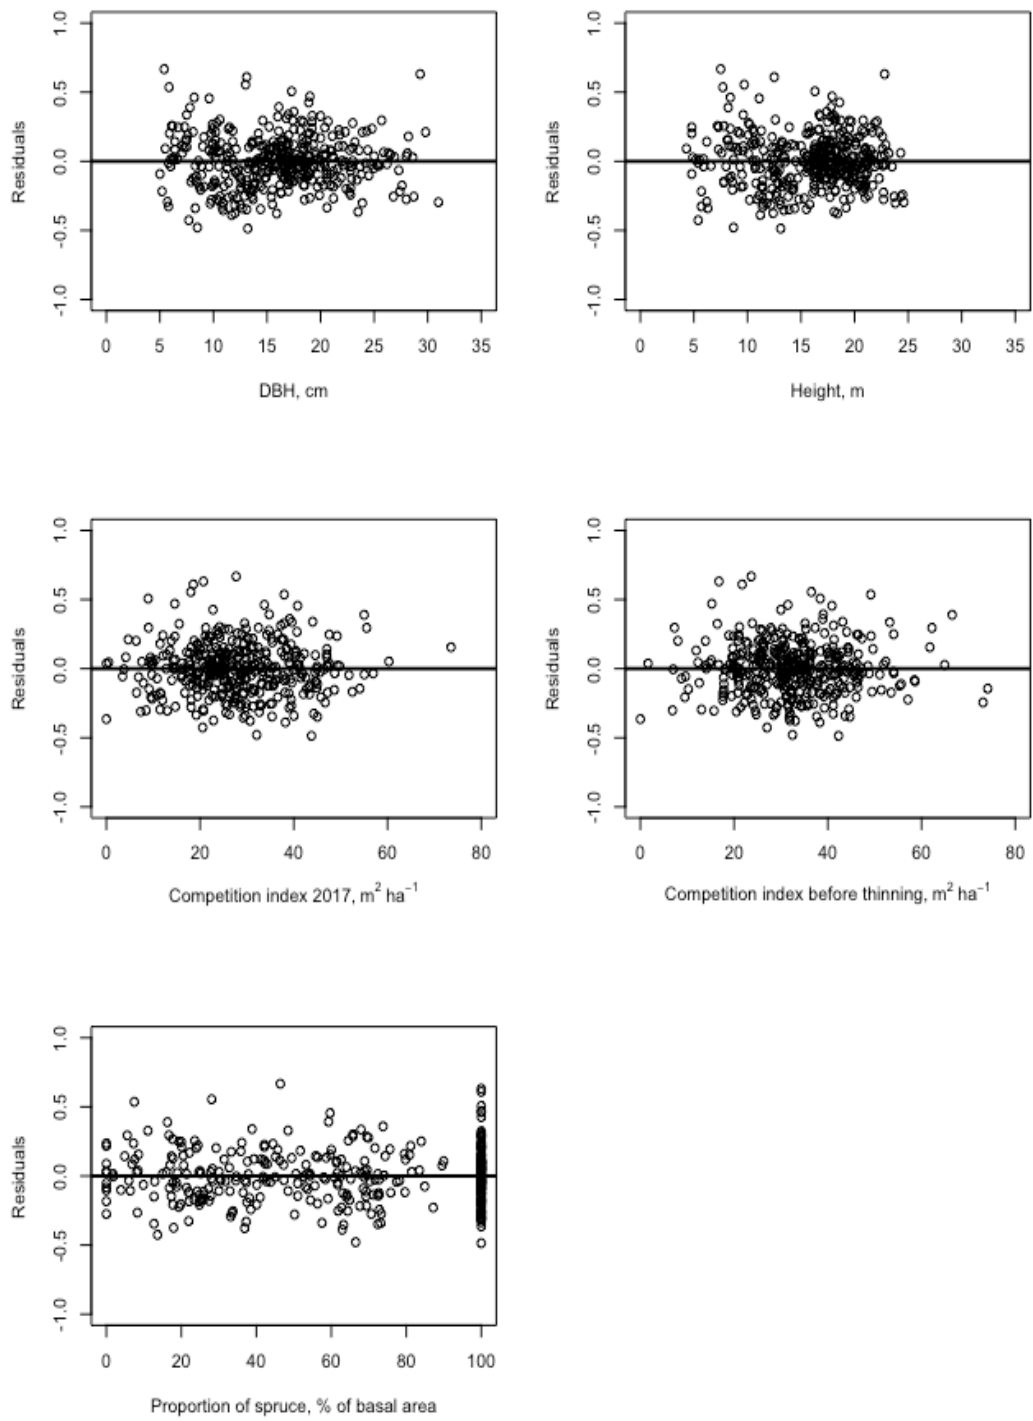 1.0
0.5
0.0
-0.5
-1.0
Residuals
0 5 10 15 20 25 30 35
DBH, cm
1.0
0.5
0.0
-0.5
-1.0
Residuals
0 5 10 15 20 25 30 35
Height, m
1.0
0.5
0.0
-0.5
-1.0
Residuals
0 20 40 60 80
Competition index 2017, m² ha⁻¹
1.0
0.5
0.0
-0.5
-1.0
Residuals
0 20 40 60 80
Competition index before thinning, m² ha⁻¹
1.0
0.5
0.0
-0.5
-1.0
Residuals
0 20 40 60 80 100
Proportion of spruce, % of basal area